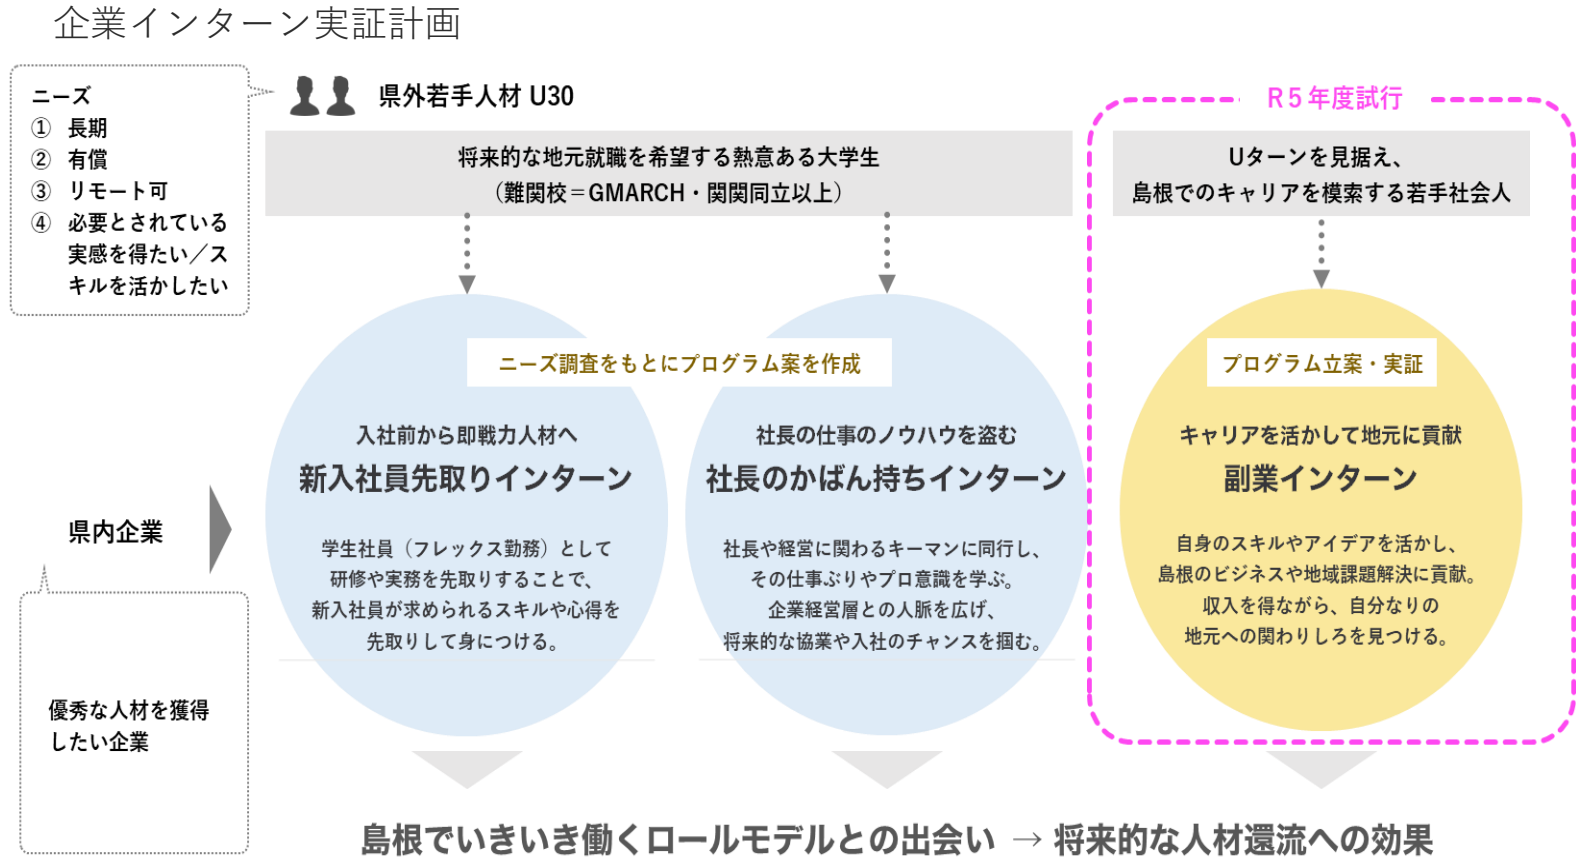 企業インターン実証計画
ニーズ
① 長期
② 有償
③ リモート可
④ 必要とされている
実感を得たい／ス
キルを活かしたい
県外若手人材 U30
将来的な地元就職を希望する熱意ある大学生
（難関校＝GMARCH・関関同立以上）
R５年度試行
Uターンを見据え、
島根でのキャリアを模索する若手社会人
ニーズ調査をもとにプログラム案を作成
プログラム立案・実証
県内企業
優秀な人材を獲得
したい企業
入社前から即戦力人材へ
新入社員先取りインターン
学生社員（フレックス勤務）として
研修や実務を先取りすることで、
新入社員が求められるスキルや心得を
先取りして身につける。
社長の仕事のノウハウを盗む
社長のかばん持ちインターン
社長や経営に関わるキーマンに同行し、
その仕事ぶりやプロ意識を学ぶ。
企業経営層との人脈を広げ、
将来的な協業や入社のチャンスを掴む。
キャリアを活かして地元に貢献
副業インターン
自身のスキルやアイデアを活かし、
島根のビジネスや地域課題解決に貢献。
収入を得ながら、自分なりの
地元への関わりしろを見つける。
島根でいきいき働くロールモデルとの出会い → 将来的な人材還流への効果